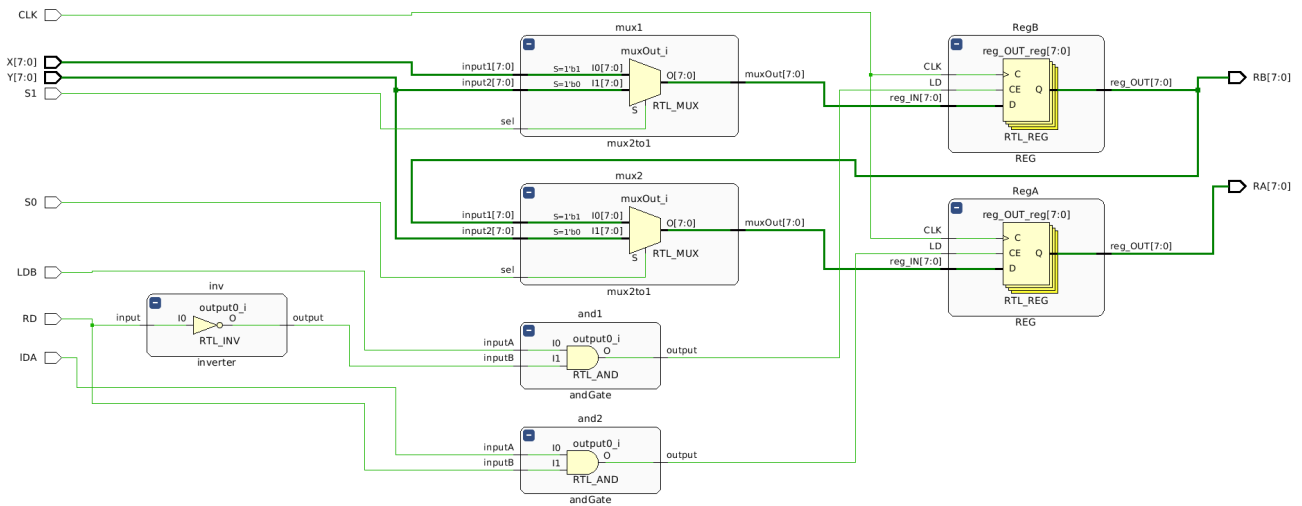 CLK
X[7:0]
Y[7:0]
S1
S0
LDB
RD
IDA
mux1
muxOut_i
input1[7:0]
S=1'b1
I0[7:0]
input2[7:0]
S=1'b0
I1[7:0]
O[7:0]
muxOut[7:0]
S
RTL_MUX
sel
mux2to1
mux2
muxOut_i
input1[7:0]
S=1'b1
I0[7:0]
input2[7:0]
S=1'b0
I1[7:0]
O[7:0]
muxOut[7:0]
S
RTL_MUX
sel
mux2to1
inv
output0_i
input
I0
O
output
RTL_INV
inverter
and1
output0_i
inputA
I0
inputB
I1
O
output
RTL_AND
andGate
and2
output0_i
inputA
I0
inputB
I1
O
output
RTL_AND
andGate
RegB
reg_OUT_reg[7:0]
CLK
C
LD
CE
Q
reg_OUT[7:0]
reg_IN[7:0]
D
RTL_REG
REG
RegA
reg_OUT_reg[7:0]
CLK
C
LD
CE
Q
reg_OUT[7:0]
reg_IN[7:0]
D
RTL_REG
REG
RB[7:0]
RA[7:0]